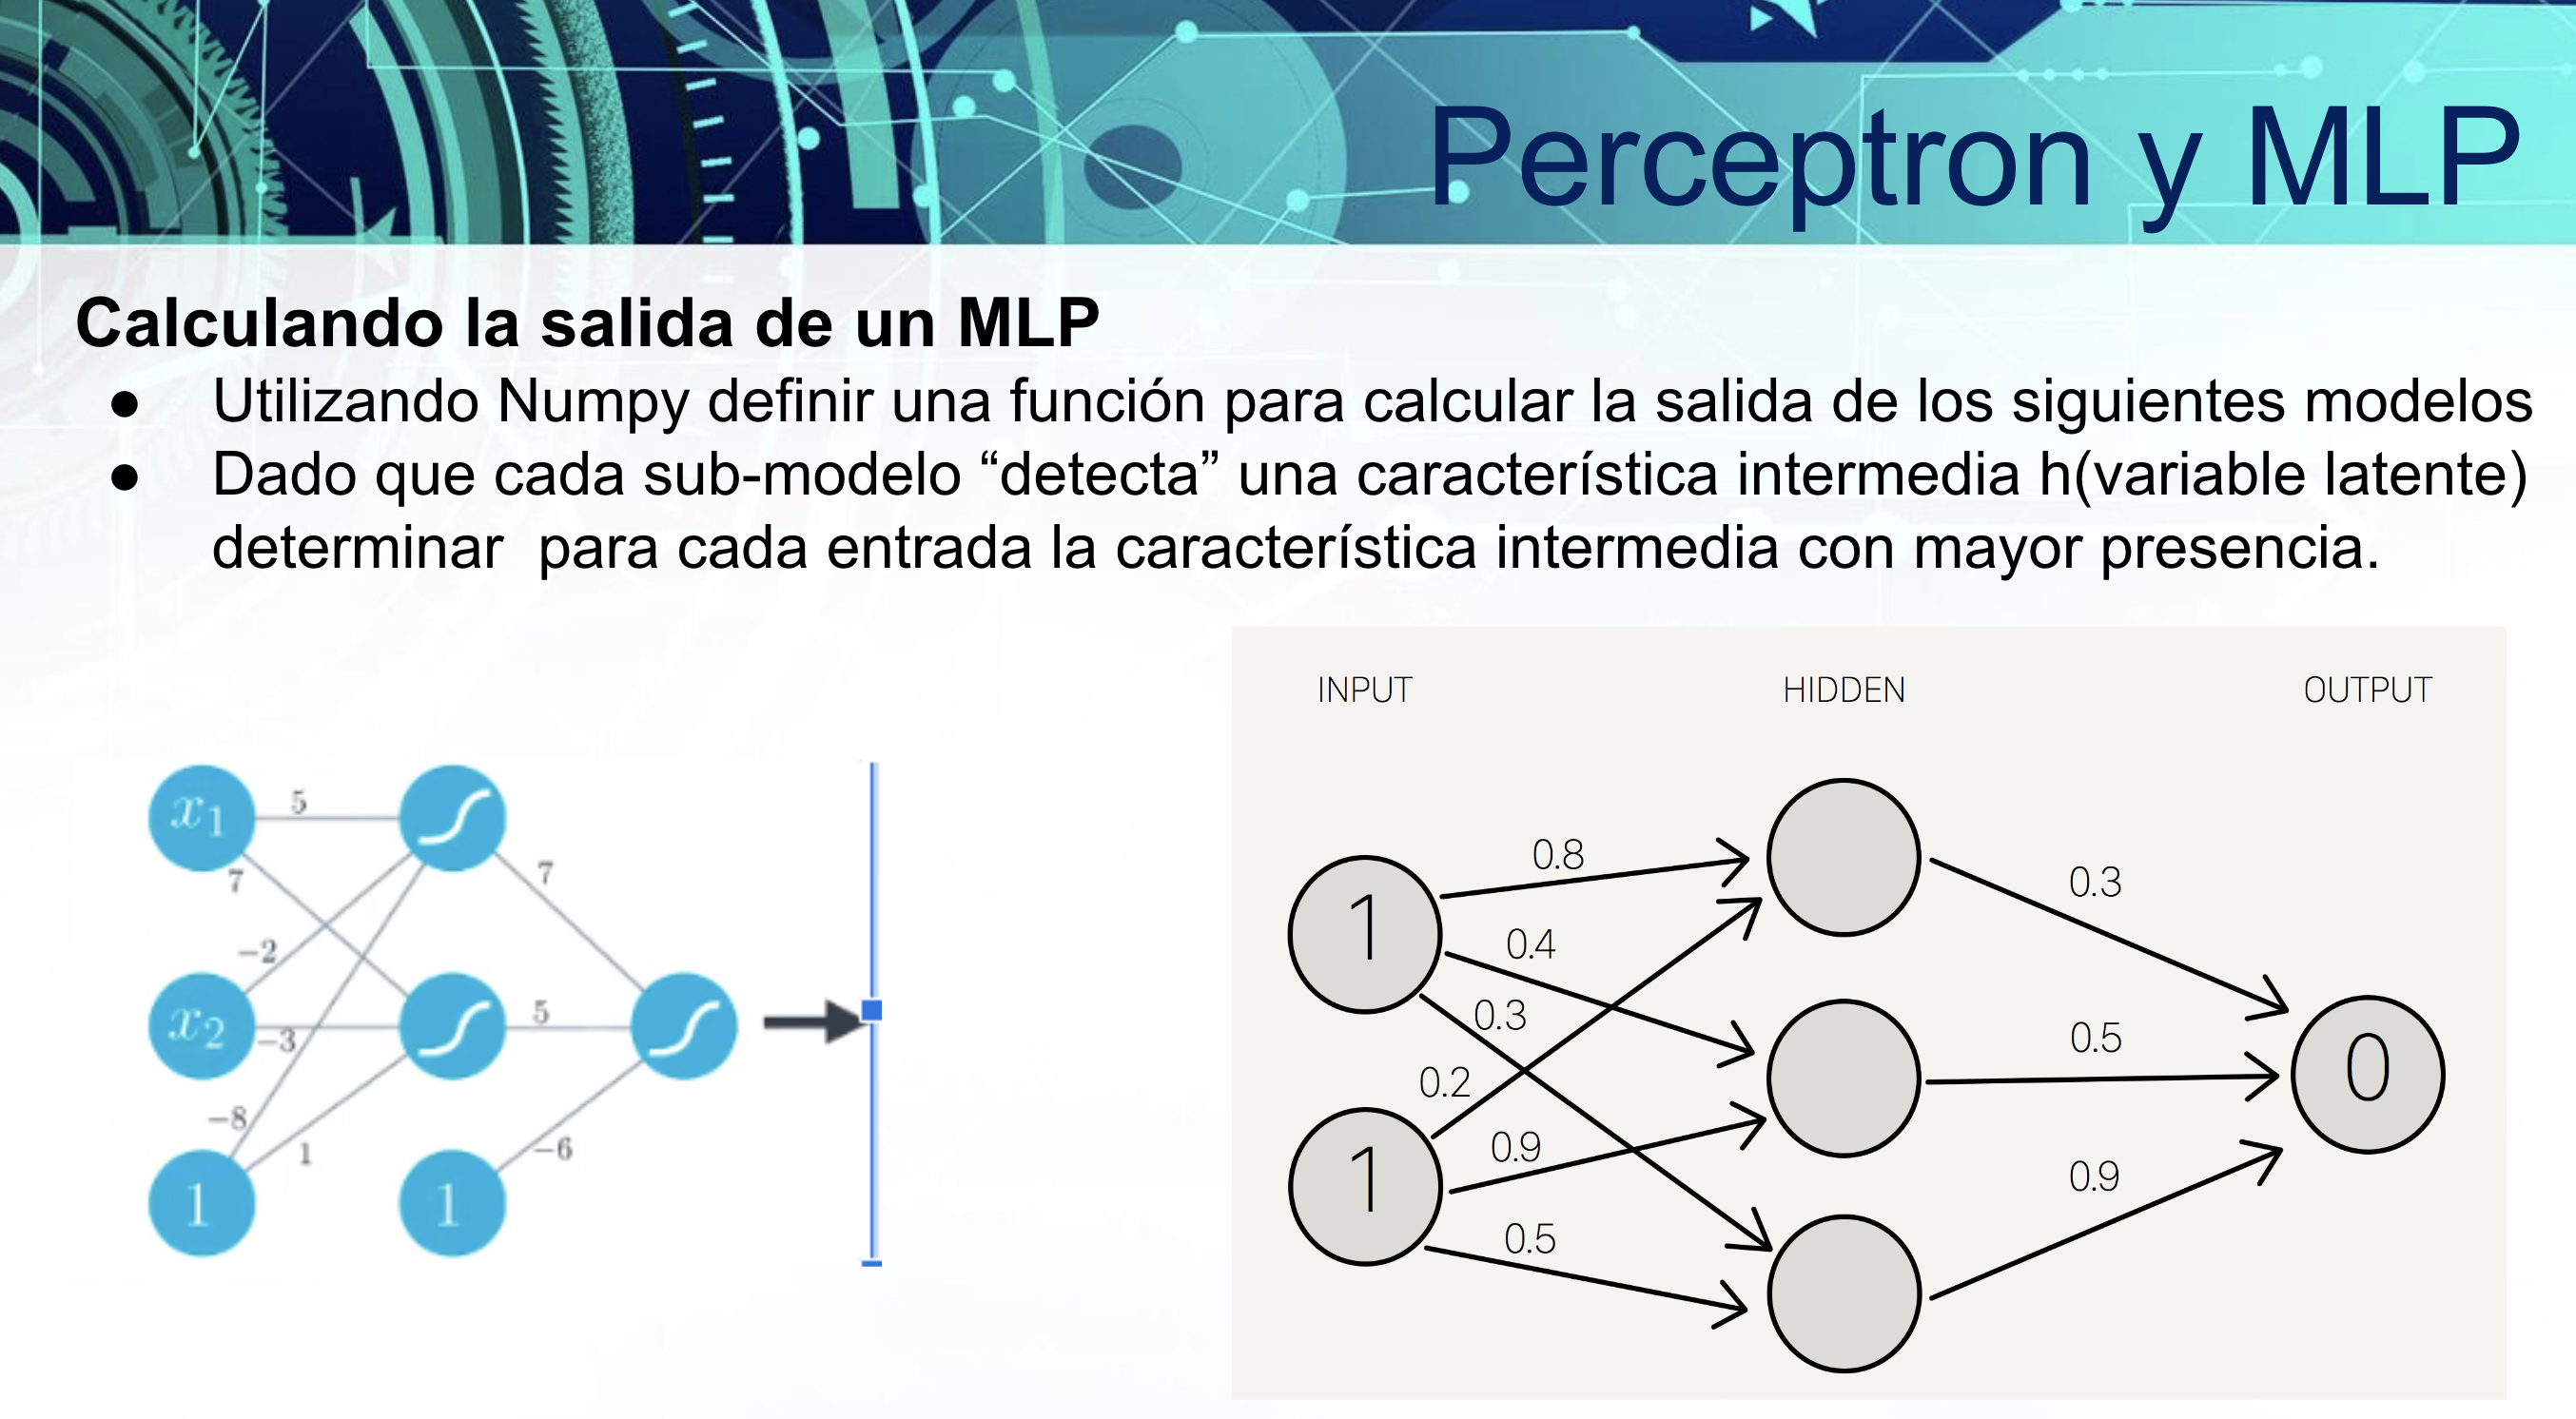 Perceptron y MLP
Calculando la salida de un MLP
● Utilizando Numpy definir una función para calcular la salida de los siguientes modelos
● Dado que cada sub-modelo “detecta” una característica intermedia h(variable latente)
determinar para cada entrada la característica intermedia con mayor presencia.
x1
5
7
7
−2
x2
−3
5
−8
1
−6
1
1
INPUT
HIDDEN
OUTPUT
0.8
0.3
1
0.4
0.3
0.5
0
0.2
0.9
0.9
1
0.5